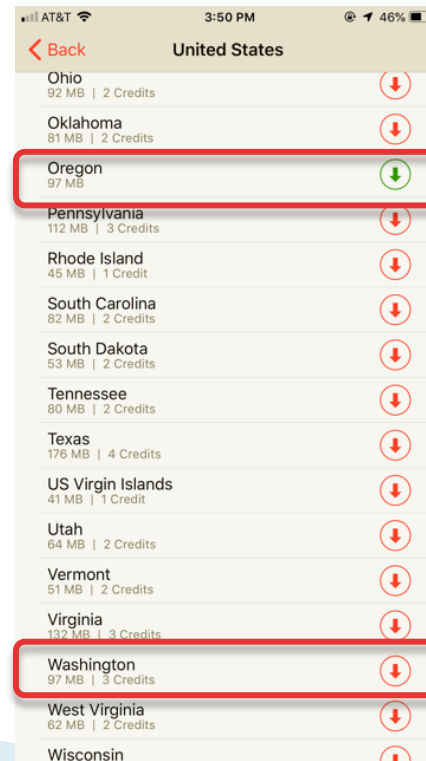 AT&T 3:50 PM 46%
Back United States
Ohio
92 MB | 2 Credits
Oklahoma
81 MB | 2 Credits
Oregon
97 MB
Pennsylvania
112 MB | 3 Credits
Rhode Island
45 MB | 1 Credit
South Carolina
82 MB | 2 Credits
South Dakota
53 MB | 2 Credits
Tennessee
80 MB | 2 Credits
Texas
176 MB | 4 Credits
US Virgin Islands
41 MB | 1 Credit
Utah
64 MB | 2 Credits
Vermont
51 MB | 2 Credits
Virginia
132 MB | 3 Credits
Washington
97 MB | 3 Credits
West Virginia
62 MB | 2 Credits
Wisconsin